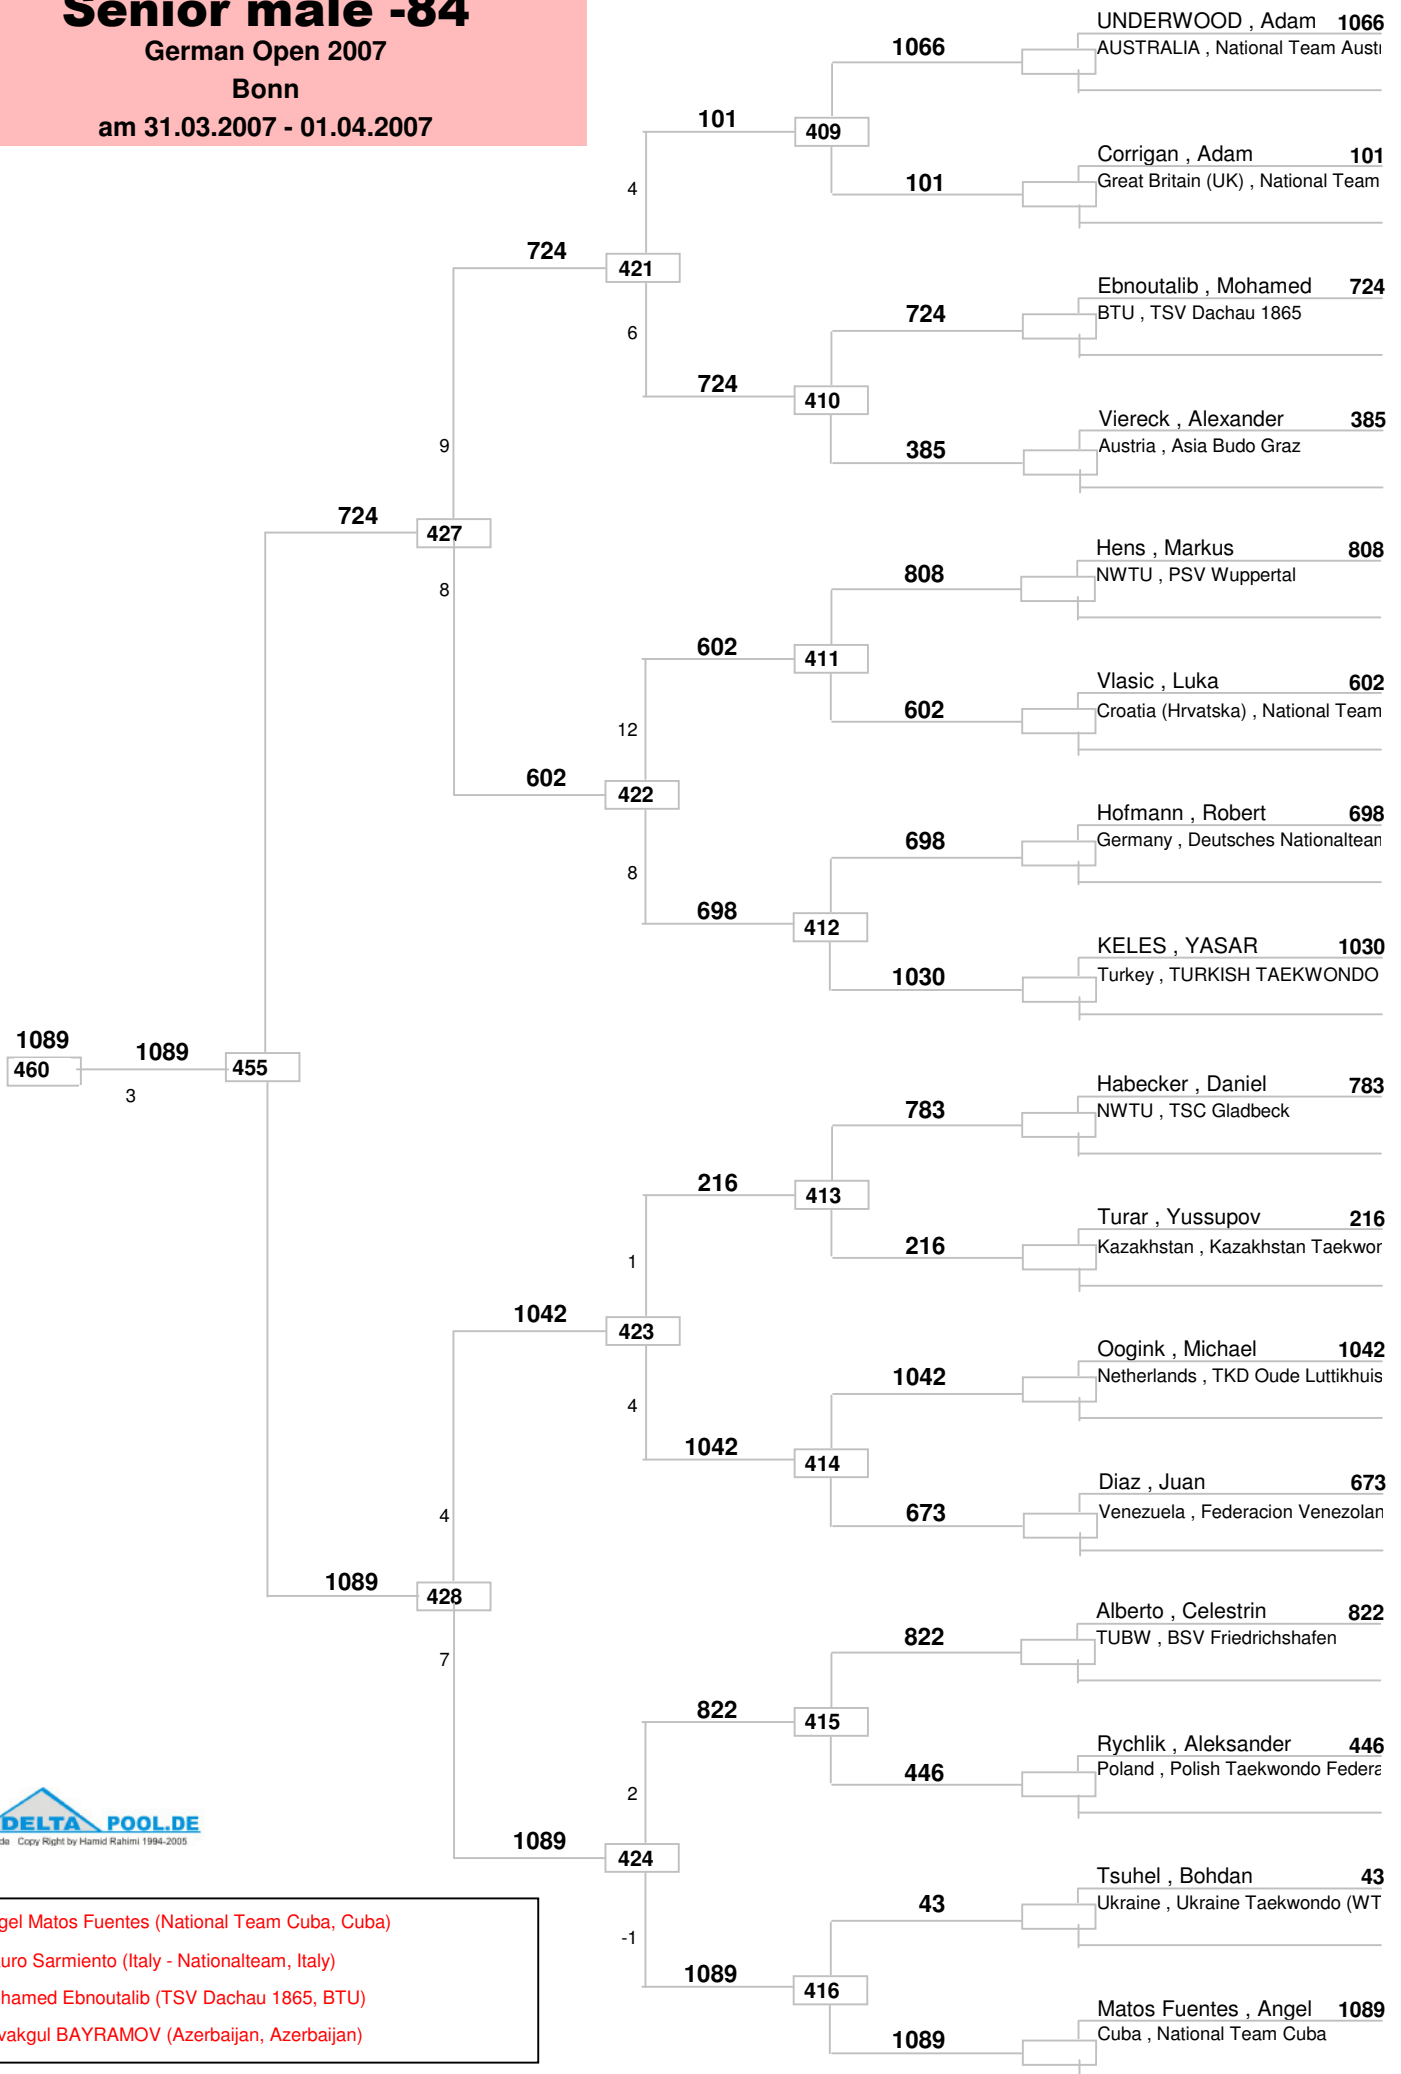 Senior male -84
German Open 2007
Bonn
am 31.03.2007 - 01.04.2007
UNDERWOOD , Adam 1066
1066
AUSTRALIA , National Team
101
409
Corrigan , Adam 101
101
Great Britain (UK) , National Team
4
724
421
Ebnoutalib , Mohamed 724
724
BTU , TSV Dachau 1865
6
724
410
Viereck , Alexander 385
385
Austria , Asia Budo Graz
9
724
427
8
Hens , Markus 808
808
NWTU , PSV Wuppertal
602
411
Vlasic , Luka 602
602
Croatia (Hrvatska) , National Team
12
602
422
Hofmann , Robert 698
698
Germany , Deutsches
8
698
412
KELES , YASAR 1030
1030
Turkey , TURKISH TAEKWONDO
1089
460
1089
3
455
Habecker , Daniel 783
783
NWTU , TSC Gladbeck
216
413
Turar , Yussupov 216
216
Kazakhstan , Kazakhstan
1
1042
423
Oogink , Michael 1042
1042
Netherlands , TKD Oude Luttikhuis
4
1042
414
Diaz , Juan 673
673
Venezuela , Federacion
4
1089
428
7
Alberto , Celestrin 822
822
TUBW , BSV Friedrichshafen
822
415
Rychlik , Aleksander 446
446
Poland , Polish Taekwondo
2
1089
424
Tsuhel , Bohdan 43
43
Ukraine , Ukraine Taekwondo (WT
-1
1089
416
Matos Fuentes , Angel 1089
1089
Cuba , National Team Cuba
DELTA POOL.DE
de Copy Right by Hamid Rahimi 1994-2005
gel Matos Fuentes (National Team Cuba, Cuba)
uro Sarmiento (Italy - Nationalteam, Italy)
hamed Ebnoutalib (TSV Dachau 1865, BTU)
vakgul BAYRAMOV (Azerbaijan, Azerbaijan)